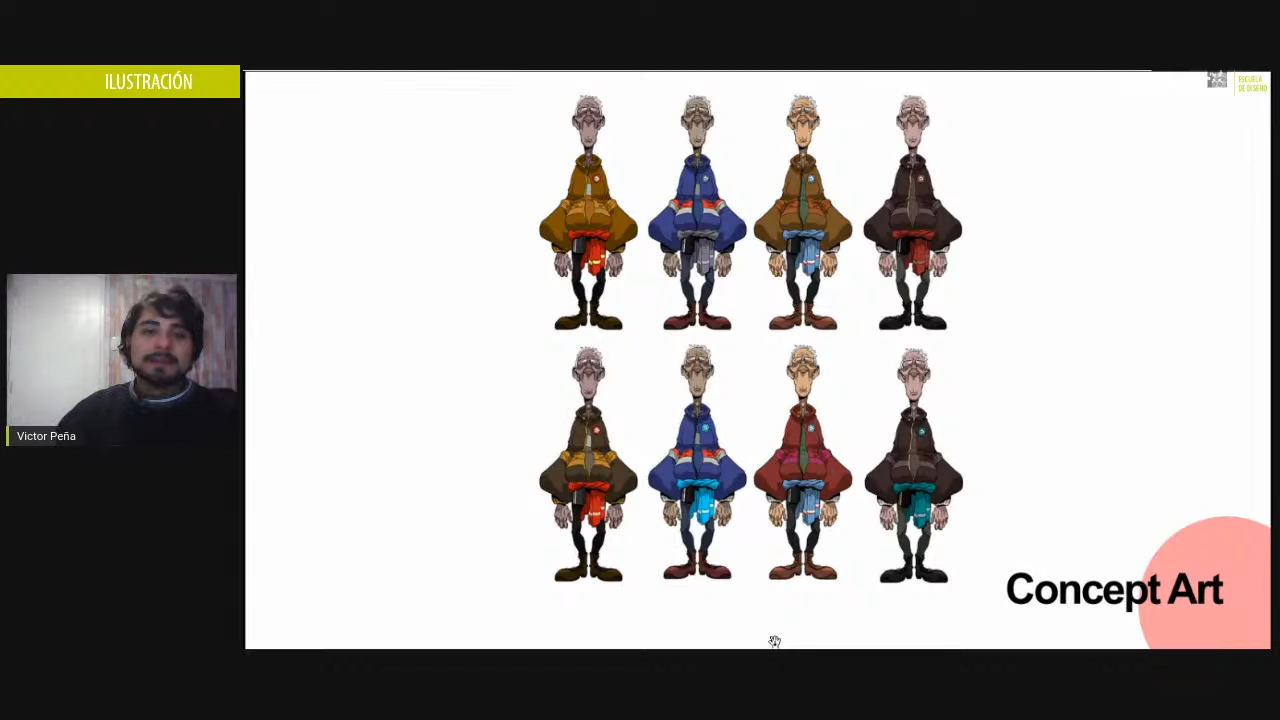 ILUSTRACIÓN
ESCUELA
DE DISEÑO
Victor Peña
Concept Art